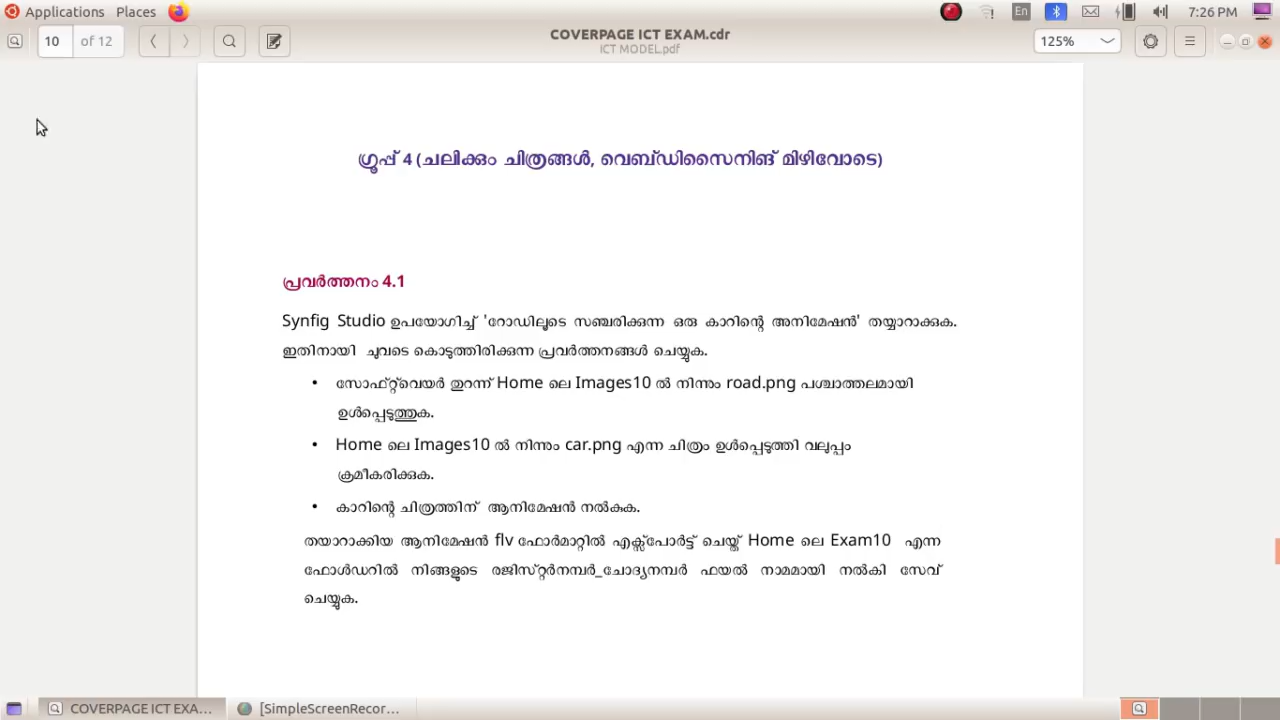 Applications Places En 7:26 PM
10 of 12 COVERPAGE ICT EXAM.cdr 125%
ICT MODEL.pdf
ഗ്രൂപ്പ് 4 (ചലിക്കും ചിത്രങ്ങൾ, വെബ്ഡിസൈനിങ് മിഴിവോടെ)
പ്രവർത്തനം 4.1
Synfig Studio ഉപയോഗിച്ച് 'റോഡിലൂടെ സഞ്ചരിക്കുന്ന ഒരു കാറിന്റെ അനിമേഷൻ' തയ്യാറാക്കുക.
ഇതിനായി ചുവടെ കൊടുത്തിരിക്കുന്ന പ്രവർത്തനങ്ങൾ ചെയ്യുക.
• സോഫ്റ്റ്‌വെയർ തുറന്ന് Home ലെ Images10 ൽ നിന്നും road.png പശ്ചാത്തലമായി
ഉൾപ്പെടുത്തുക.
• Home ലെ Images10 ൽ നിന്നും car.png എന്ന ചിത്രം ഉൾപ്പെടുത്തി വലുപ്പം
ക്രമീകരിക്കുക.
• കാറിന്റെ ചിത്രത്തിന് ആനിമേഷൻ നൽകുക.
തയാറാക്കിയ ആനിമേഷൻ flv ഫോർമാറ്റിൽ എക്സ്പോർട്ട് ചെയ്ത് Home ലെ Exam10 എന്ന
ഫോൾഡറിൽ നിങ്ങളുടെ രജിസ്റ്റർനമ്പർ_ചോദ്യനമ്പർ ഫയൽ നാമമായി നൽകി സേവ്
ചെയ്യുക.
COVERPAGE ICT EXA... [SimpleScreenRecor...